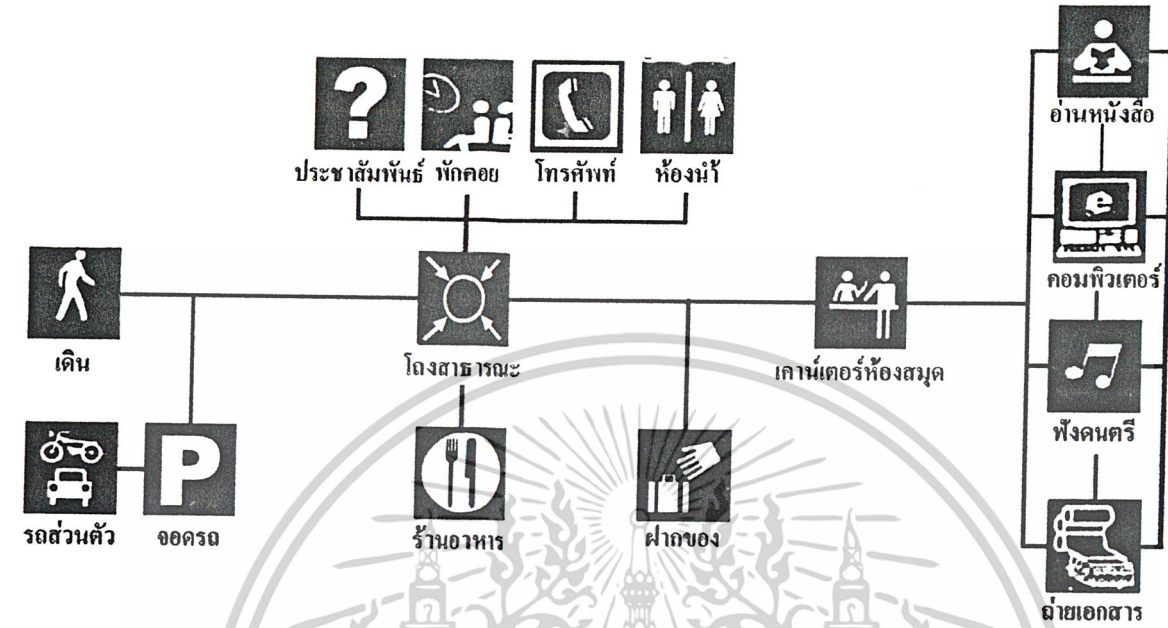 ?
ประชาสัมพันธ์ พักคอย โทรศัพท์ ห้องน้ำ
อ่านหนังสือ
e
คอมพิวเตอร์
เดิน
โถงสาธารณะ
เคาน์เตอร์ห้องสมุด
ฟังดนตรี
P
รถส่วนตัว จอดรถ
ร้านอาหาร
ฝากของ
ถ่ายเอกสาร